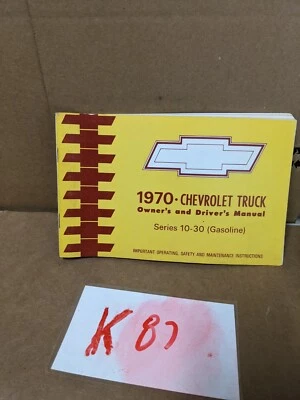 1970 • CHEVROLET TRUCK
Owner's and Driver's Manual
Series 10-30 (Gasoline)
IMPORTANT OPERATING, SAFETY AND MAINTENANCE INSTRUCTIONS
K 87